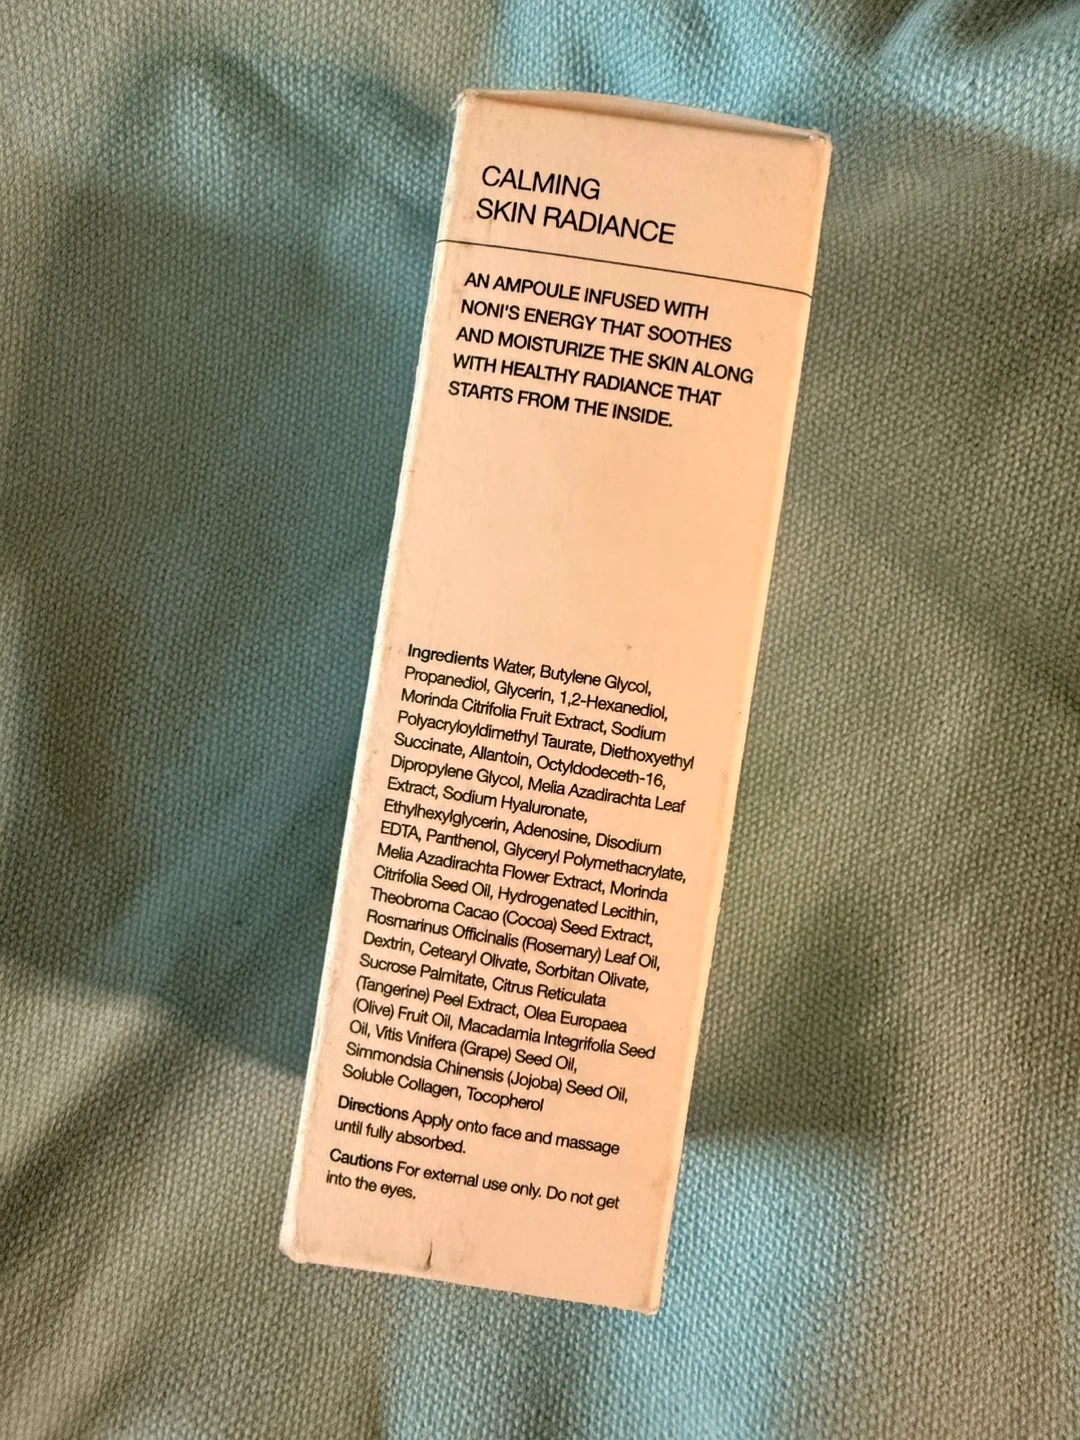 CALMING
SKIN RADIANCE
AN AMPOULE INFUSED WITH
NONI'S ENERGY THAT SOOTHES
AND MOISTURIZE THE SKIN ALONG
WITH HEALTHY RADIANCE THAT
STARTS FROM THE INSIDE.
Ingredients Water, Butylene Glycol,
Propanediol, Glycerin, 1,2-Hexanediol,
Morinda Citrifolia Fruit Extract, Sodium
Polyacryloyldimethyl Taurate, Diethoxyethyl
Succinate, Allantoin, Octyldodeceth-16,
Dipropylene Glycol, Melia Azadirachta Leaf
Extract, Sodium Hyaluronate,
Ethylhexylglycerin, Adenosine, Disodium
EDTA, Panthenol, Glyceryl Polymethacrylate,
Melia Azadirachta Flower Extract, Morinda
Citrifolia Seed Oil, Hydrogenated Lecithin,
Theobroma Cacao (Cocoa) Seed Extract,
Rosmarinus Officinalis (Rosemary) Leaf Oil,
Dextrin, Cetearyl Olivate, Sorbitan Olivate,
Sucrose Palmitate, Citrus Reticulata
(Tangerine) Peel Extract, Olea Europaea
(Olive) Fruit Oil, Macadamia Integrifolia Seed
Oil, Vitis Vinifera (Grape) Seed Oil,
Simmondsia Chinensis (Jojoba) Seed Oil,
Soluble Collagen, Tocopherol
Directions Apply onto face and massage
until fully absorbed.
Cautions For external use only. Do not get
into the eyes.